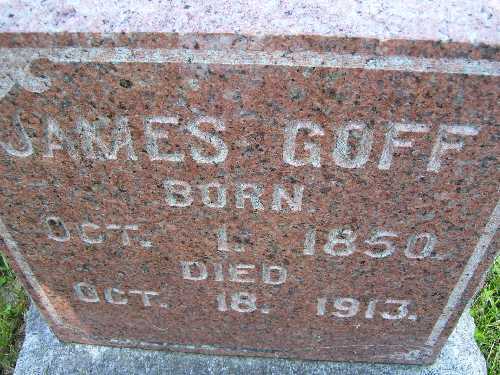 JAMES GOFF
BORN
OCT. 1. 1850.
DIED
OCT. 18. 1913.